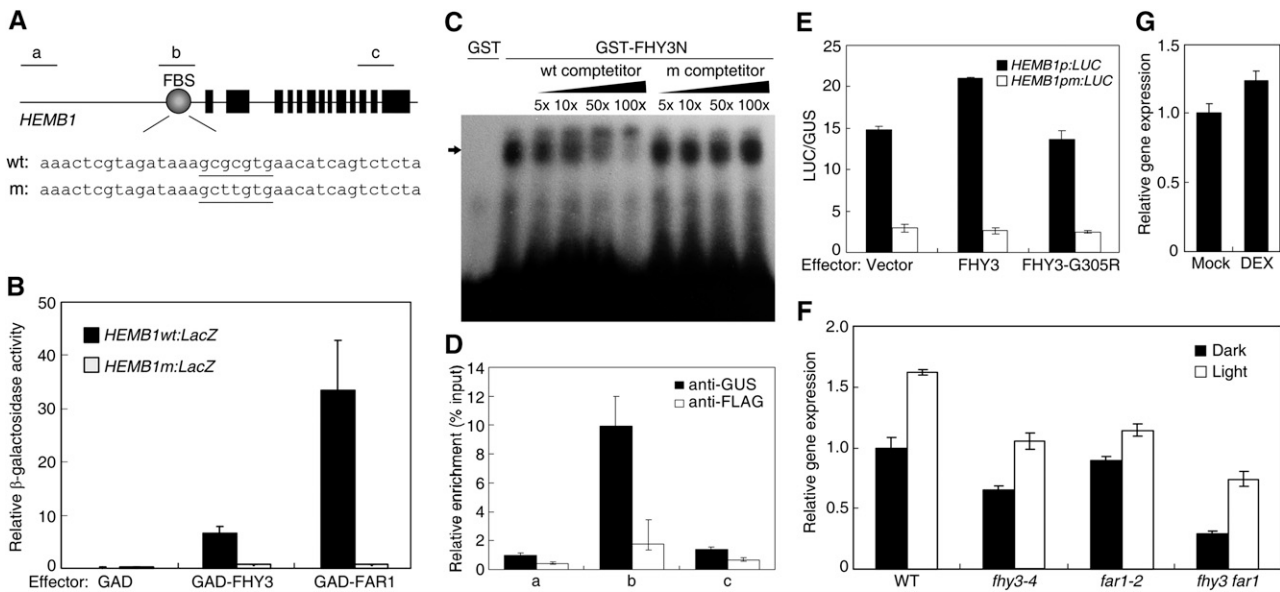 A
a
b
c
FBS
HEMB1
wt: aaactcgtagataaagcgcgtgaacatcagtctcta
m: aaactcgtagataaagcttgtgaacatcagtctcta
B
Relative β-galactosidase activity
50
40
30
20
10
0
HEMB1wt:LacZ
HEMB1m:LacZ
Effector: GAD GAD-FHY3 GAD-FAR1
C
GST GST-FHY3N
wt comptetitor m comptetitor
5x 10x 50x 100x 5x 10x 50x 100x
D
Relative enrichment (% input)
14
12
10
8
6
4
2
0
anti-GUS
anti-FLAG
a b c
E
LUC/GUS
25
20
15
10
5
0
HEMB1p:LUC
HEMB1pm:LUC
Effector: Vector FHY3 FHY3-G305R
G
Relative gene expression
1.5
1.0
0.5
0
Mock DEX
F
Relative gene expression
2.0
1.5
1.0
0.5
0
Dark
Light
WT fhy3-4 far1-2 fhy3 far1